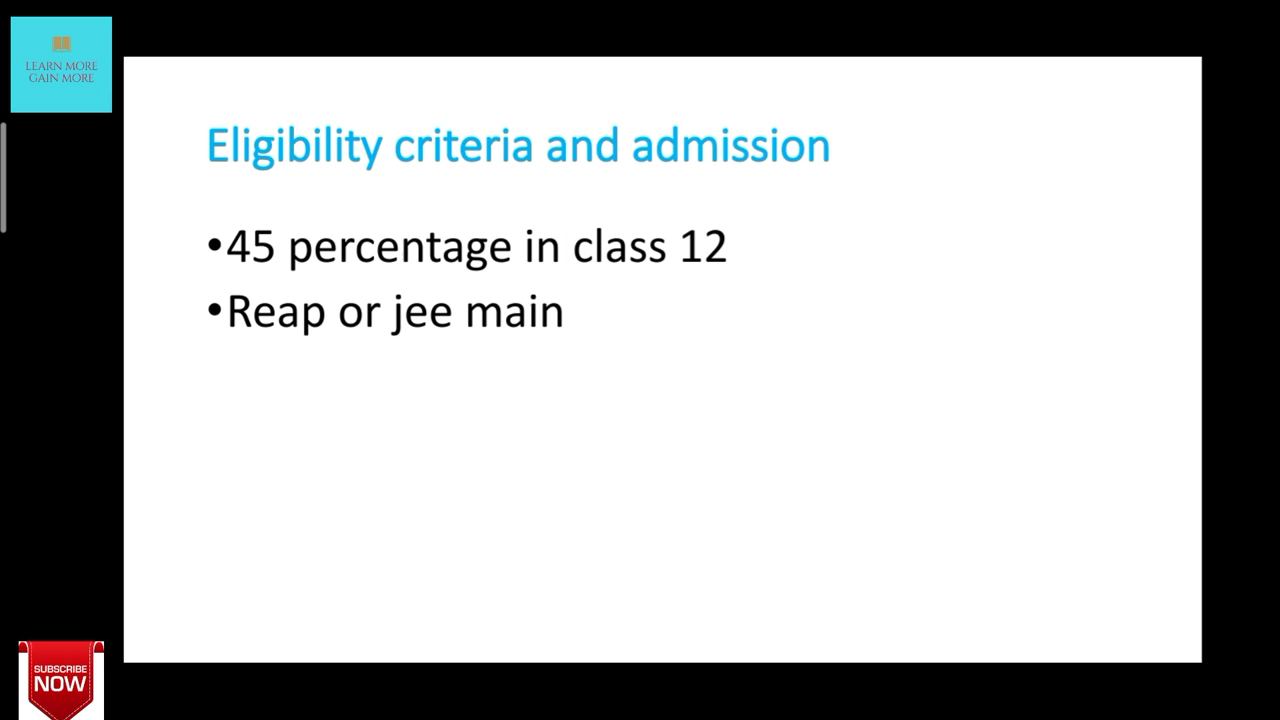 LEARN MORE
GAIN MORE
Eligibility criteria and admission
•45 percentage in class 12
•Reap or jee main
SUBSCRIBE
NOW